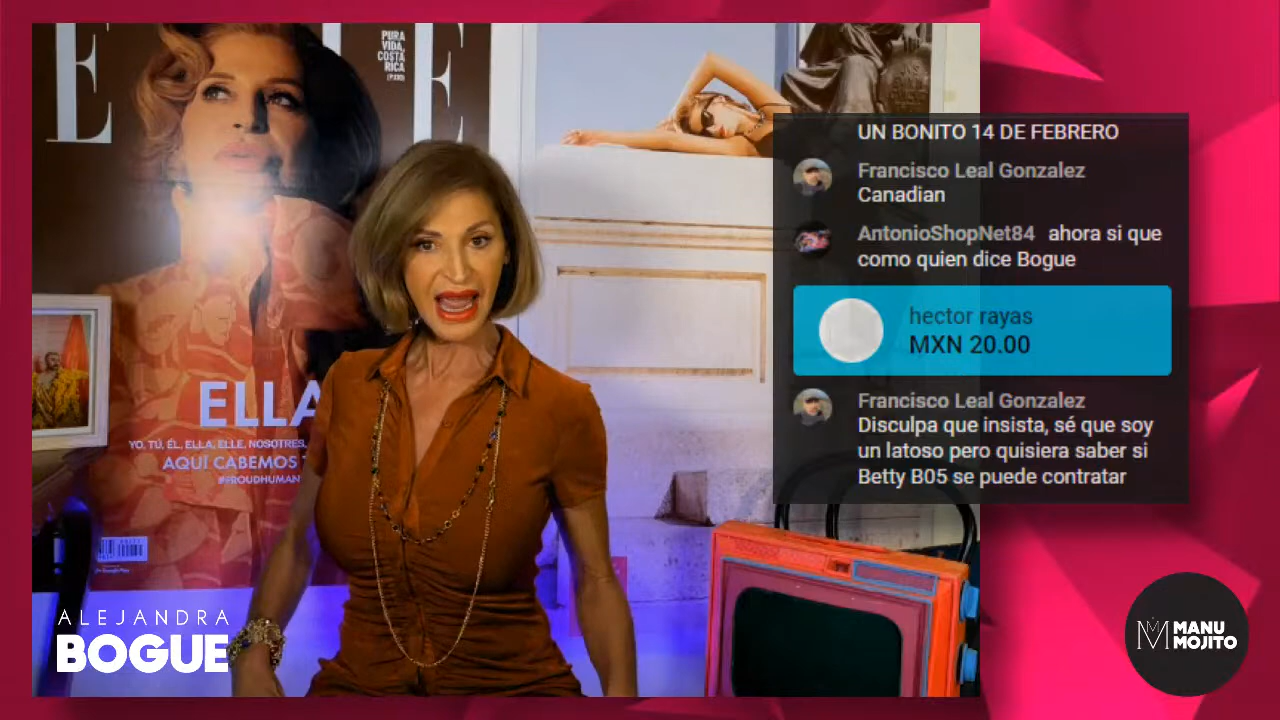 ELLE
PURA
VIDA,
COSTA
RICA
ELLA
YO, TÚ, ÉL, ELLA, ELLE, NOSOTRES,
AQUÍ CABEMOS T
#PROUDHUMAN
ALEJANDRA
BOGUE
UN BONITO 14 DE FEBRERO
Francisco Leal Gonzalez
Canadian
AntonioShopNet84 ahora si que
como quien dice Bogue
hector rayas
MXN 20.00
Francisco Leal Gonzalez
Disculpa que insista, sé que soy
un latoso pero quisiera saber si
Betty B05 se puede contratar
M MANU
MOJITO